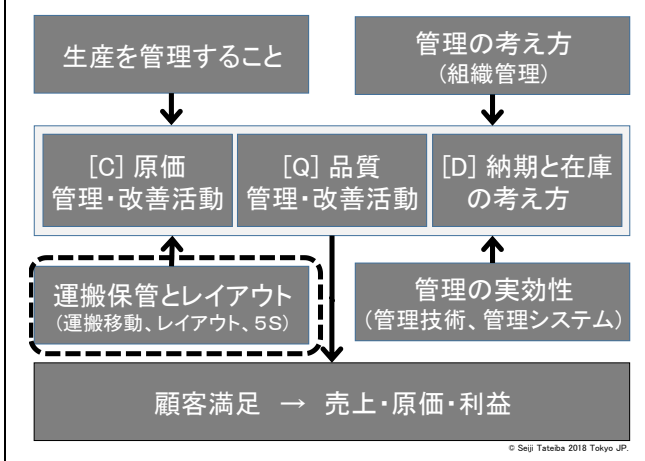 生産を管理すること
管理の考え方
(組織管理)
[C] 原価
管理・改善活動
[Q] 品質
管理・改善活動
[D] 納期と在庫
の考え方
運搬保管とレイアウト
(運搬移動、レイアウト、5S)
管理の実効性
(管理技術、管理システム)
顧客満足 → 売上・原価・利益
© Seiji Tateiba 2018 Tokyo JP.